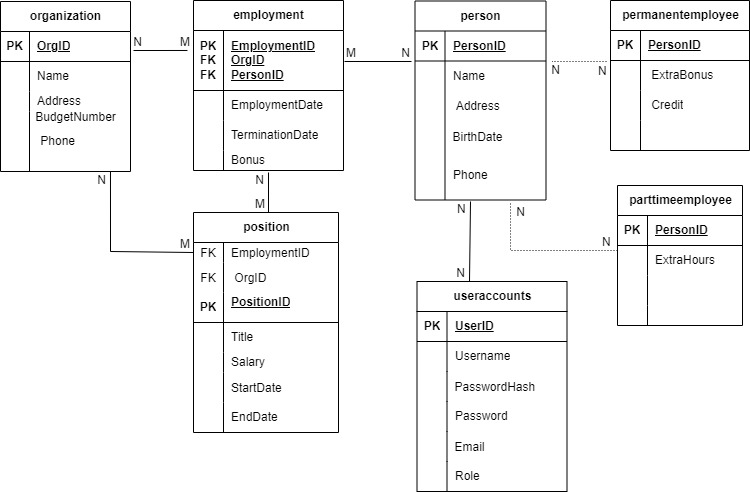 organization
PK OrgID
Name
Address
BudgetNumber
Phone
N
M
employment
PK EmploymentID
FK OrgID
FK PersonID
EmploymentDate
TerminationDate
Bonus
M
N
person
PK PersonID
Name
Address
BirthDate
Phone
N
N
permanentemployee
PK PersonID
ExtraBonus
Credit
N
M
N
M
position
FK EmploymentID
FK OrgID
PK PositionID
Title
Salary
StartDate
EndDate
N
N
useraccounts
PK UserID
Username
PasswordHash
Password
Email
Role
N
N
parttimeemployee
PK PersonID
ExtraHours